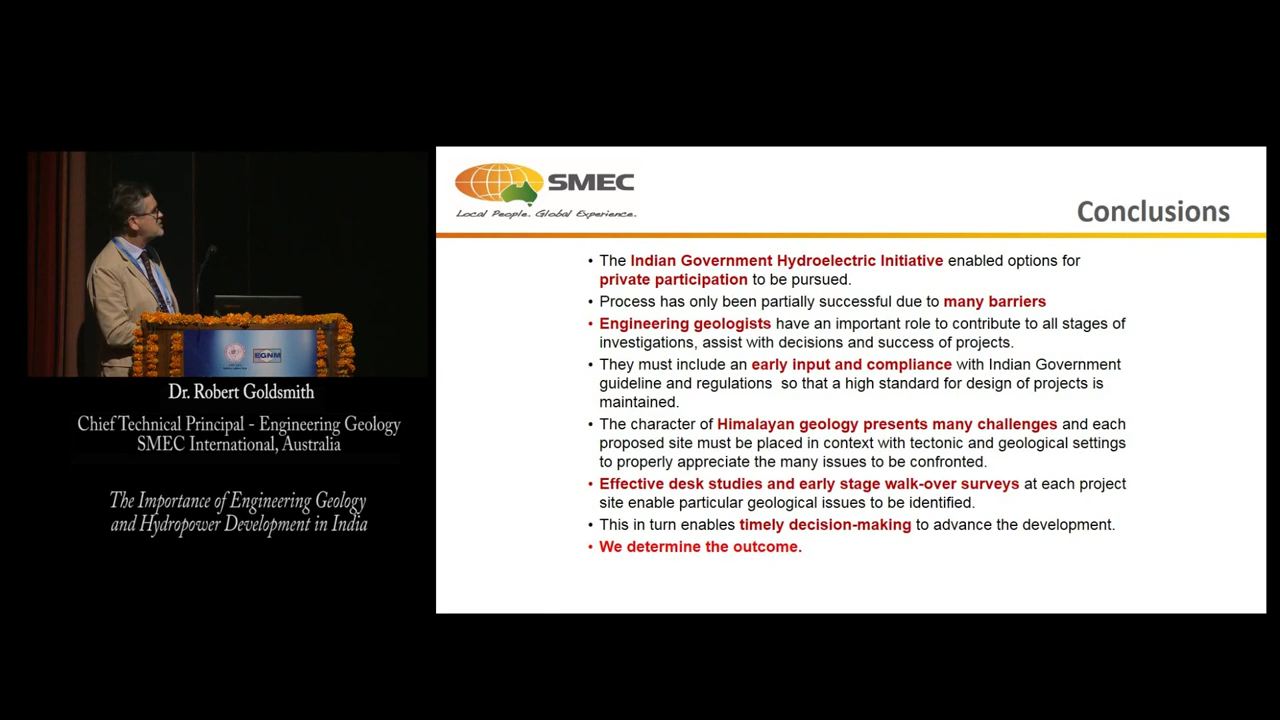 SMEC
Local People. Global Experience.
Conclusions
• The Indian Government Hydroelectric Initiative enabled options for
private participation to be pursued.
• Process has only been partially successful due to many barriers
• Engineering geologists have an important role to contribute to all stages of
investigations, assist with decisions and success of projects.
• They must include an early input and compliance with Indian Government
guideline and regulations so that a high standard for design of projects is
maintained.
• The character of Himalayan geology presents many challenges and each
proposed site must be placed in context with tectonic and geological settings
to properly appreciate the many issues to be confronted.
• Effective desk studies and early stage walk-over surveys at each project
site enable particular geological issues to be identified.
• This in turn enables timely decision-making to advance the development.
• We determine the outcome.
EGNM
Dr. Robert Goldsmith
Chief Technical Principal - Engineering Geology
SMEC International, Australia
The Importance of Engineering Geology
and Hydropower Development in India